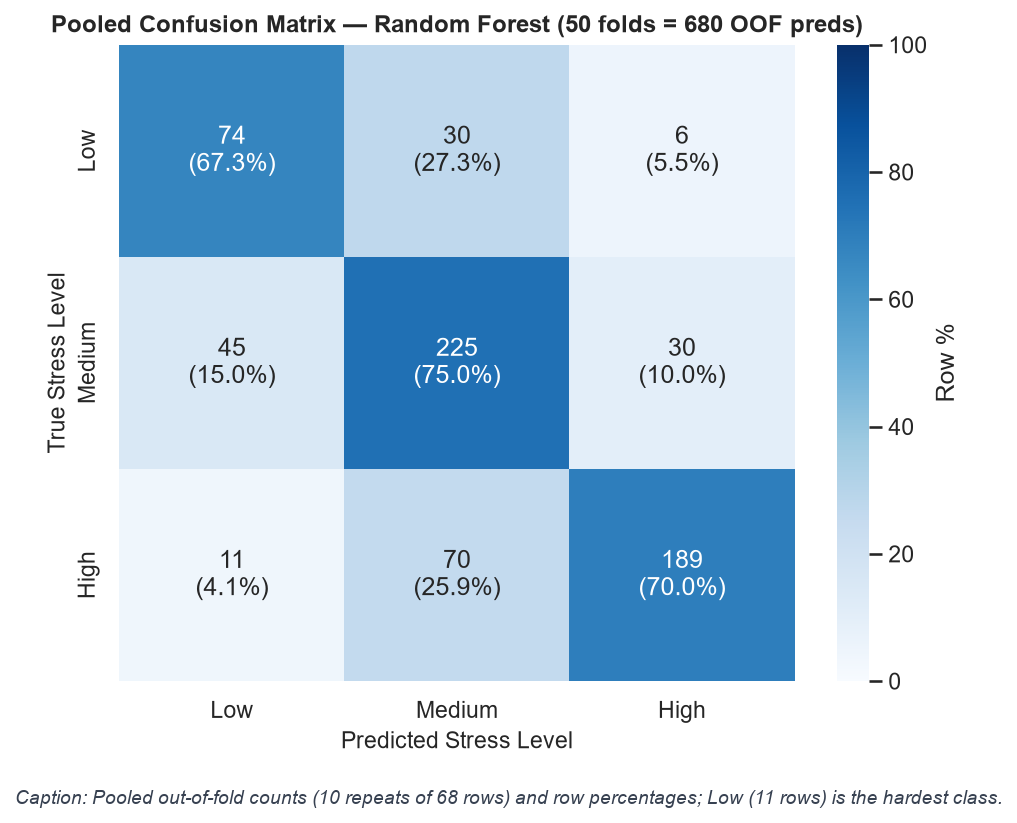 Pooled Confusion Matrix — Random Forest (50 folds = 680 OOF preds)
True Stress Level
Low
74
(67.3%)
30
(27.3%)
6
(5.5%)
Medium
45
(15.0%)
225
(75.0%)
30
(10.0%)
High
11
(4.1%)
70
(25.9%)
189
(70.0%)
Low
Medium
High
Predicted Stress Level
100
80
60
40
20
0
Row %
Caption: Pooled out-of-fold counts (10 repeats of 68 rows) and row percentages; Low (11 rows) is the hardest class.